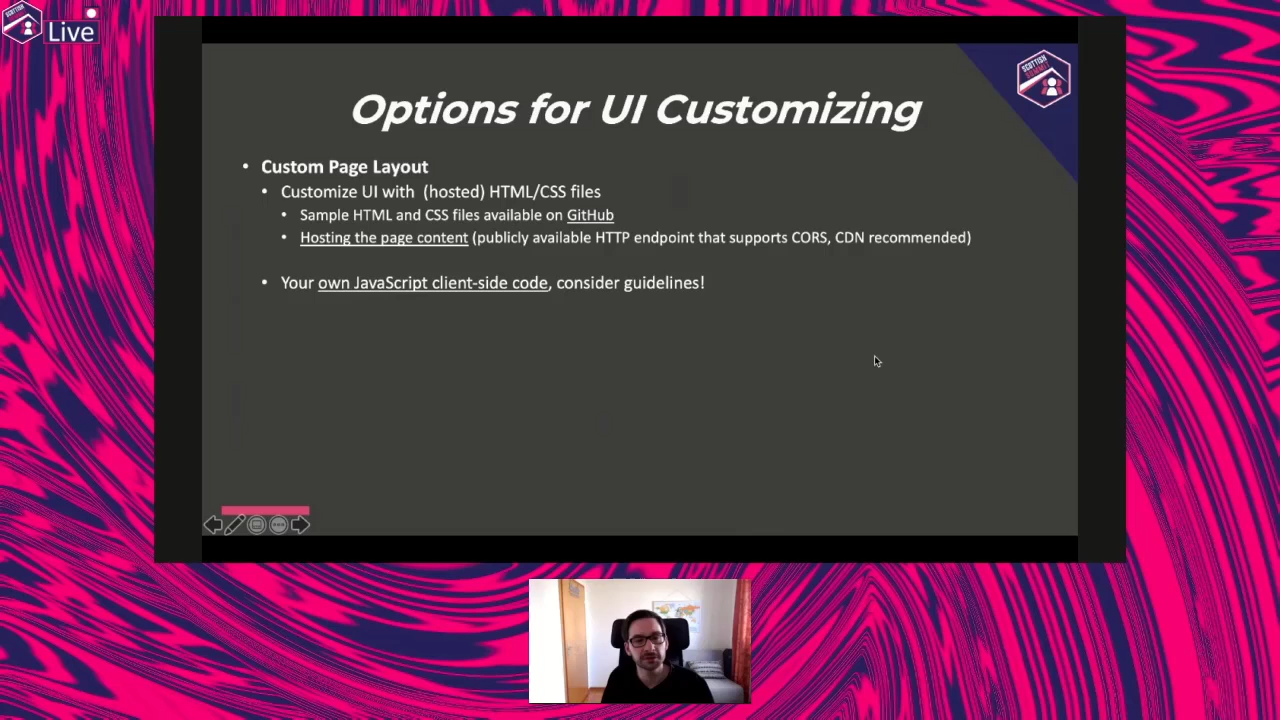 Live
SCOTTISH
SUMMIT
Options for UI Customizing
• Custom Page Layout
• Customize UI with (hosted) HTML/CSS files
• Sample HTML and CSS files available on GitHub
• Hosting the page content (publicly available HTTP endpoint that supports CORS, CDN recommended)
• Your own JavaScript client-side code, consider guidelines!